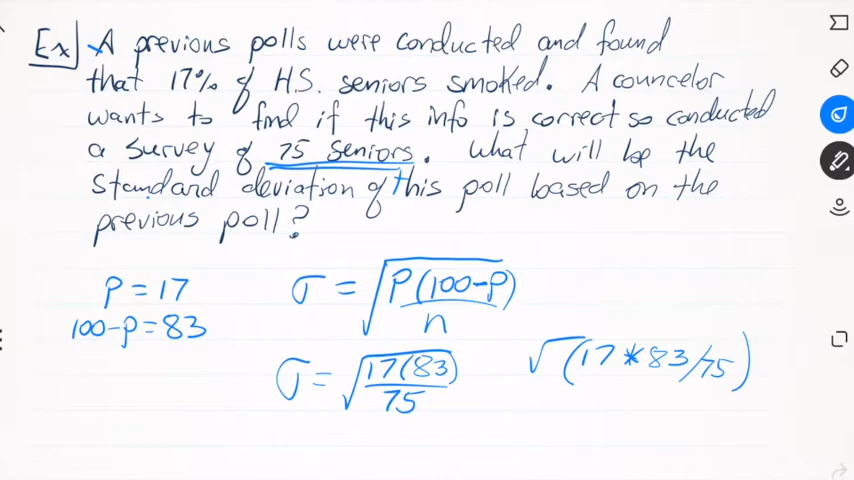 Ex A previous polls were conducted and found
that 17% of H.S. seniors smoked. A councelor
wants to find if this info is correct so conducted
a survey of 75 seniors. What will be the
standard deviation of this poll based on the
previous poll?
P = 17
100-p = 83
σ = √(P(100-p)/n)
σ = √(17(83)/75)
√(17*83/75)